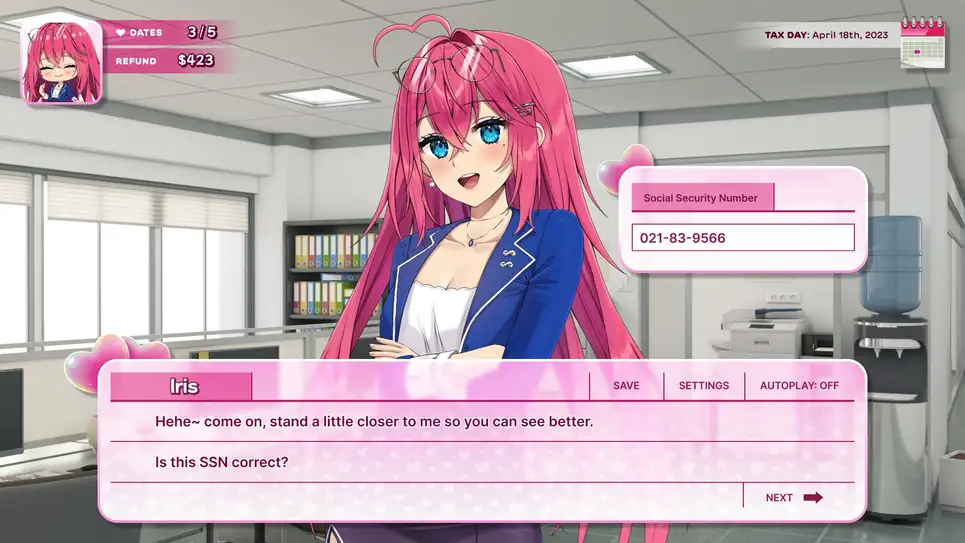 DATES 3/5
REFUND $423
TAX DAY: April 18th, 2023
Social Security Number
021-83-9566
Iris
SAVE SETTINGS AUTOPLAY: OFF
Hehe~ come on, stand a little closer to me so you can see better.
Is this SSN correct?
NEXT